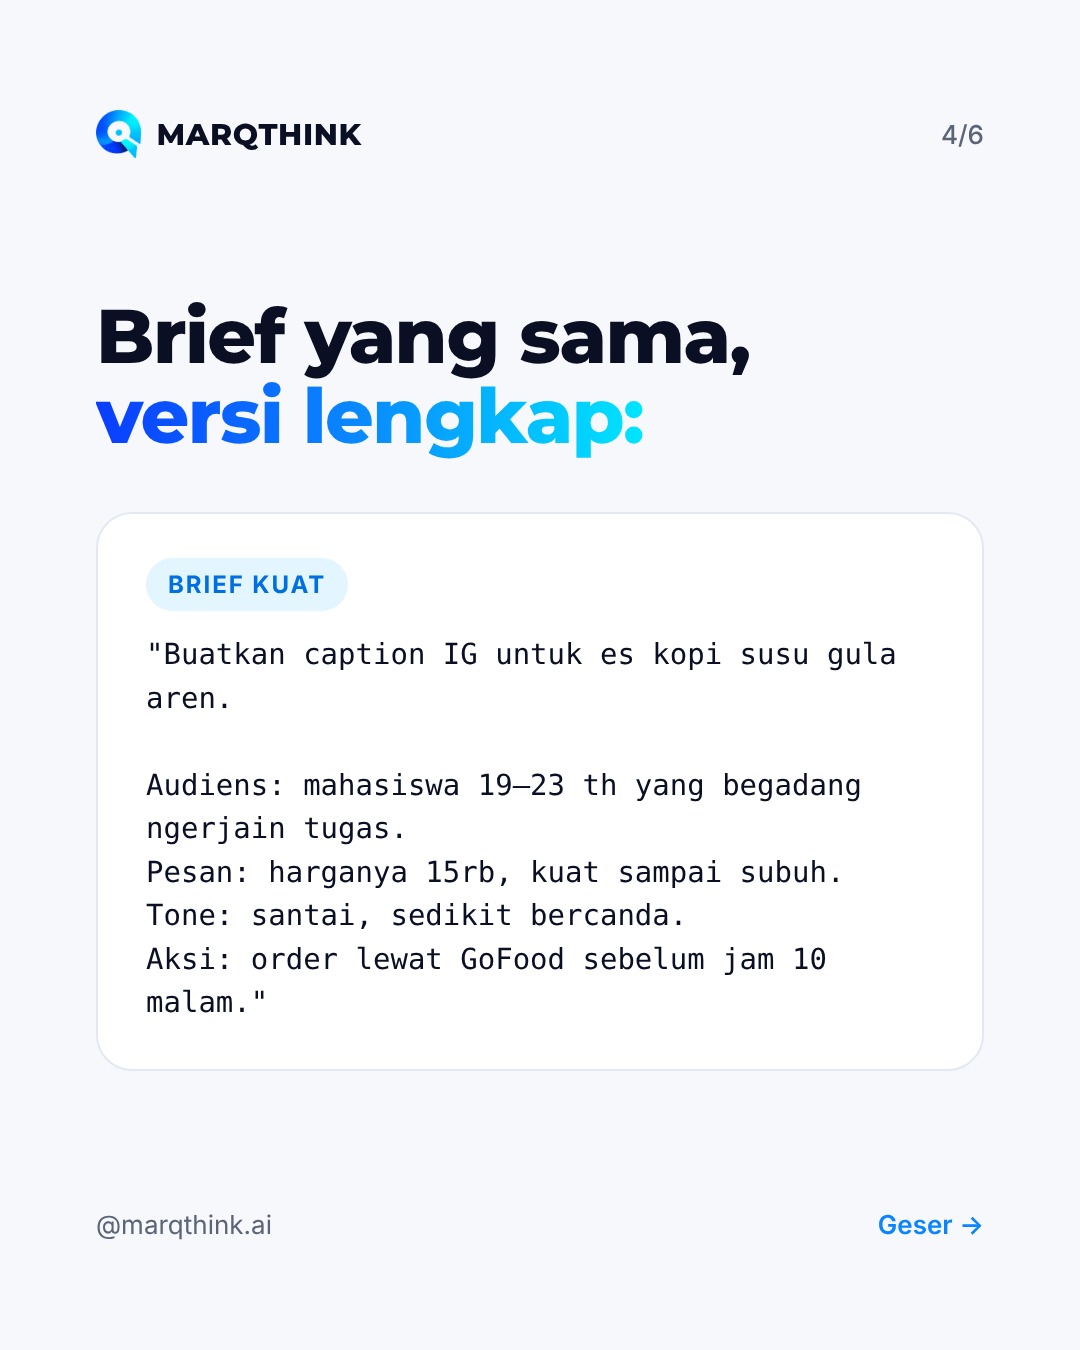 MARQTHINK
4/6
Brief yang sama,
versi lengkap:
BRIEF KUAT
"Buatkan caption IG untuk es kopi susu gula
aren.
Audiens: mahasiswa 19–23 th yang begadang
ngerjain tugas.
Pesan: harganya 15rb, kuat sampai subuh.
Tone: santai, sedikit bercanda.
Aksi: order lewat GoFood sebelum jam 10
malam."
@marqthink.ai
Geser →